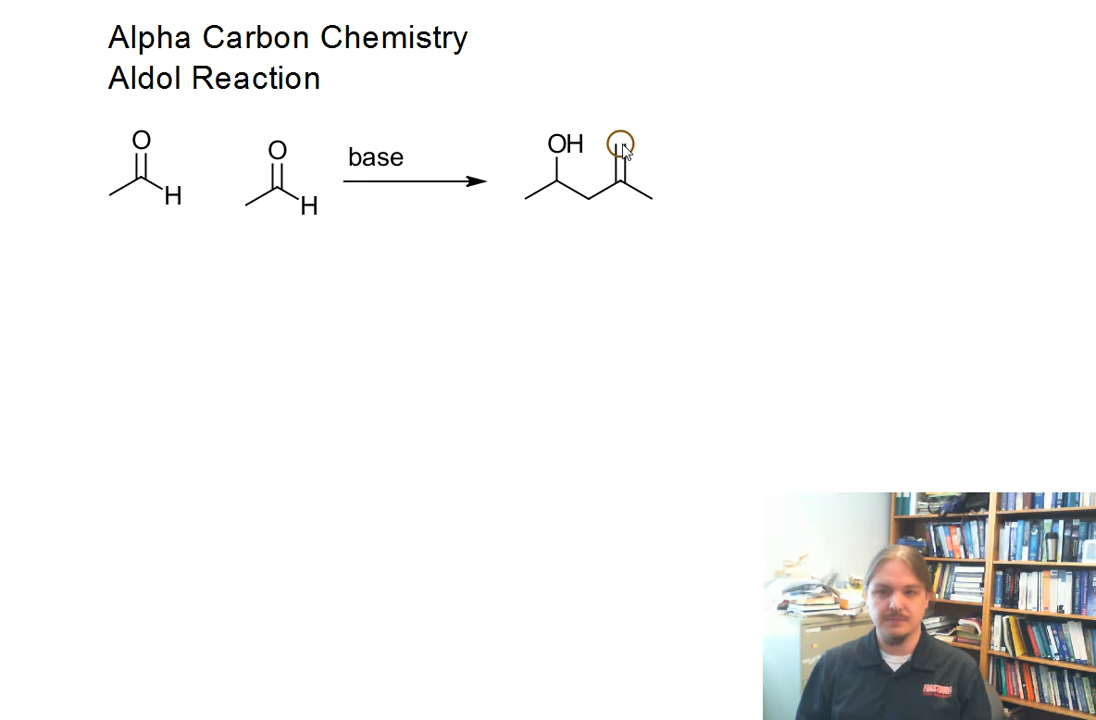 Alpha Carbon Chemistry
Aldol Reaction
O
H
O
H
base
OH